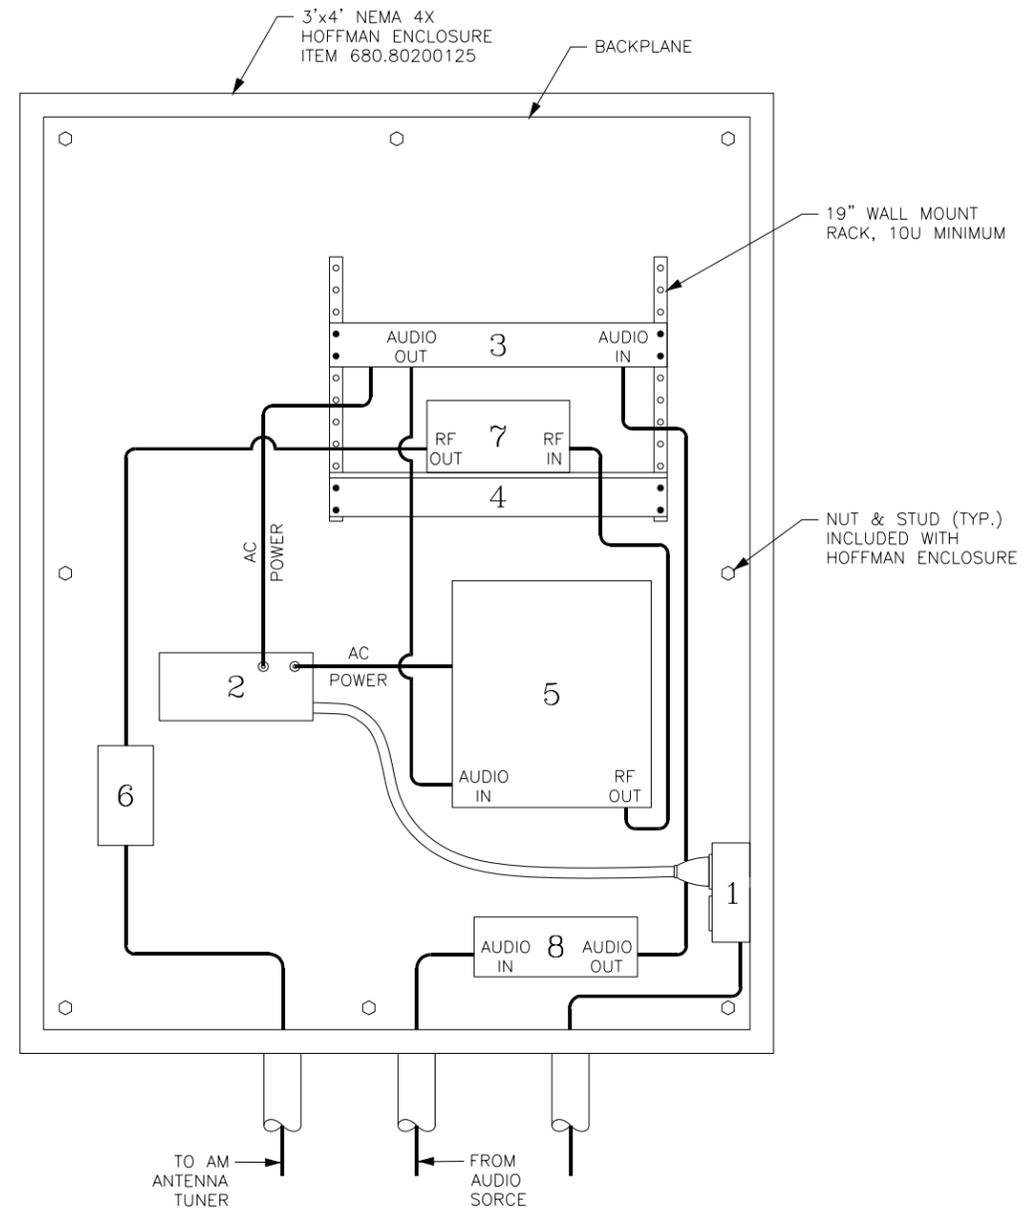 3'x4' NEMA 4X
HOFFMAN ENCLOSURE
ITEM 680.80200125
BACKPLANE
19" WALL MOUNT
RACK, 10U MINIMUM
AUDIO
OUT
3
AUDIO
IN
RF
OUT
7
RF
IN
4
NUT & STUD (TYP.)
INCLUDED WITH
HOFFMAN ENCLOSURE
AC
POWER
2
AC
POWER
5
AUDIO
IN
RF
OUT
6
1
AUDIO
IN
8
AUDIO
OUT
TO AM
ANTENNA
TUNER
FROM
AUDIO
SORCE